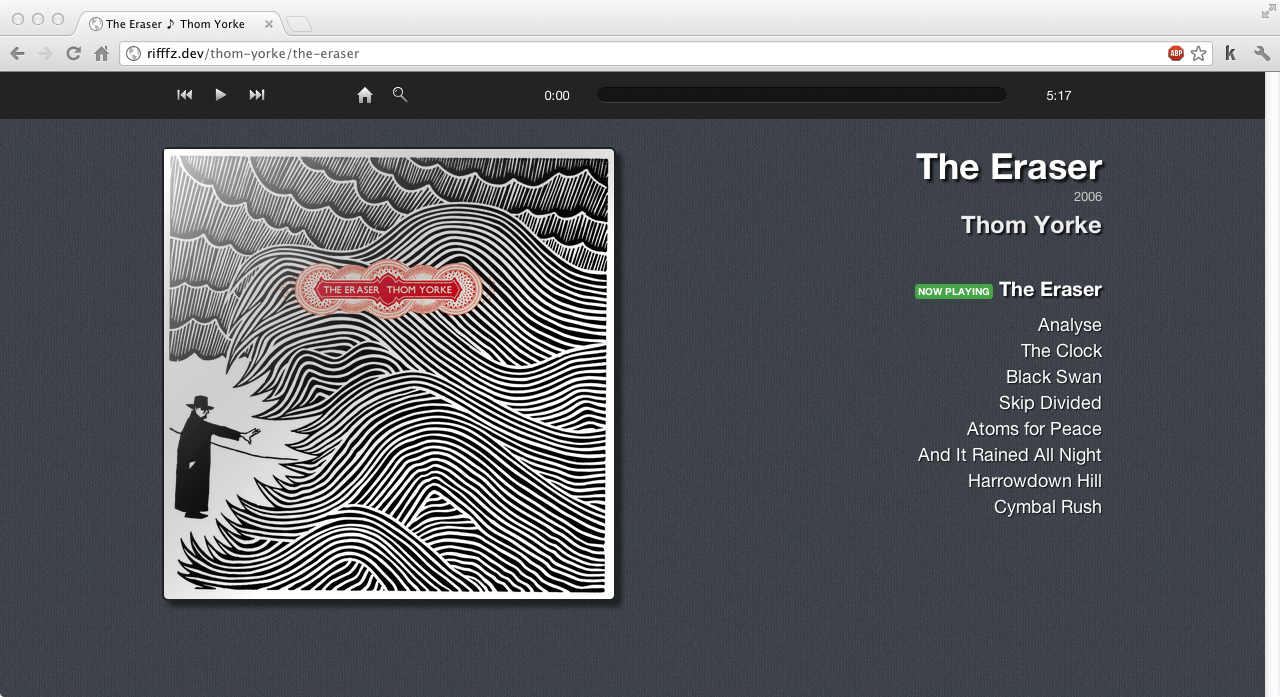 The Eraser ♪ Thom Yorke
rifffz.dev/thom-yorke/the-eraser
ABP
k
0:00
5:17
THE ERASER THOM YORKE
The Eraser
2006
Thom Yorke
NOW PLAYING The Eraser
Analyse
The Clock
Black Swan
Skip Divided
Atoms for Peace
And It Rained All Night
Harrowdown Hill
Cymbal Rush